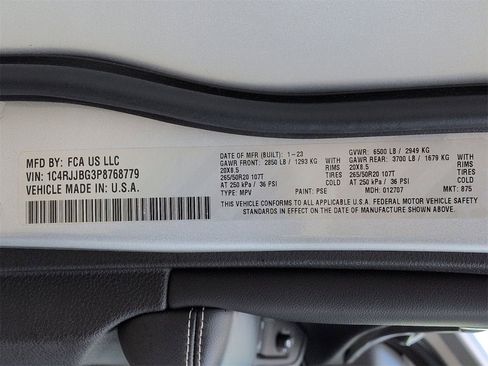 MFD BY: FCA US LLC
VIN: 1C4RJJBG3P8768779
VEHICLE MADE IN: U.S.A.
DATE OF MFR (BUILT): 1-23
GAWR FRONT: 2850 LB / 1293 KG
20X8.5 RIMS
265/50R20 107T TIRES
AT 250 kPa / 36 PSI
TYPE: MPV
GVWR: 6500 LB / 2949 KG
GAWR REAR: 3700 LB / 1679 KG
20X8.5 RIMS
265/50R20 107T TIRES
AT 250 kPa / 36 PSI
PAINT: PSE MDH: 012707 MKT: 875
THIS VEHICLE CONFORMS TO ALL APPLICABLE U.S.A. FEDERAL MOTOR VEHICLE
SAFETY STANDARDS IN EFFECT ON THE DATE OF MANUFACTURE SHOWN ABOVE